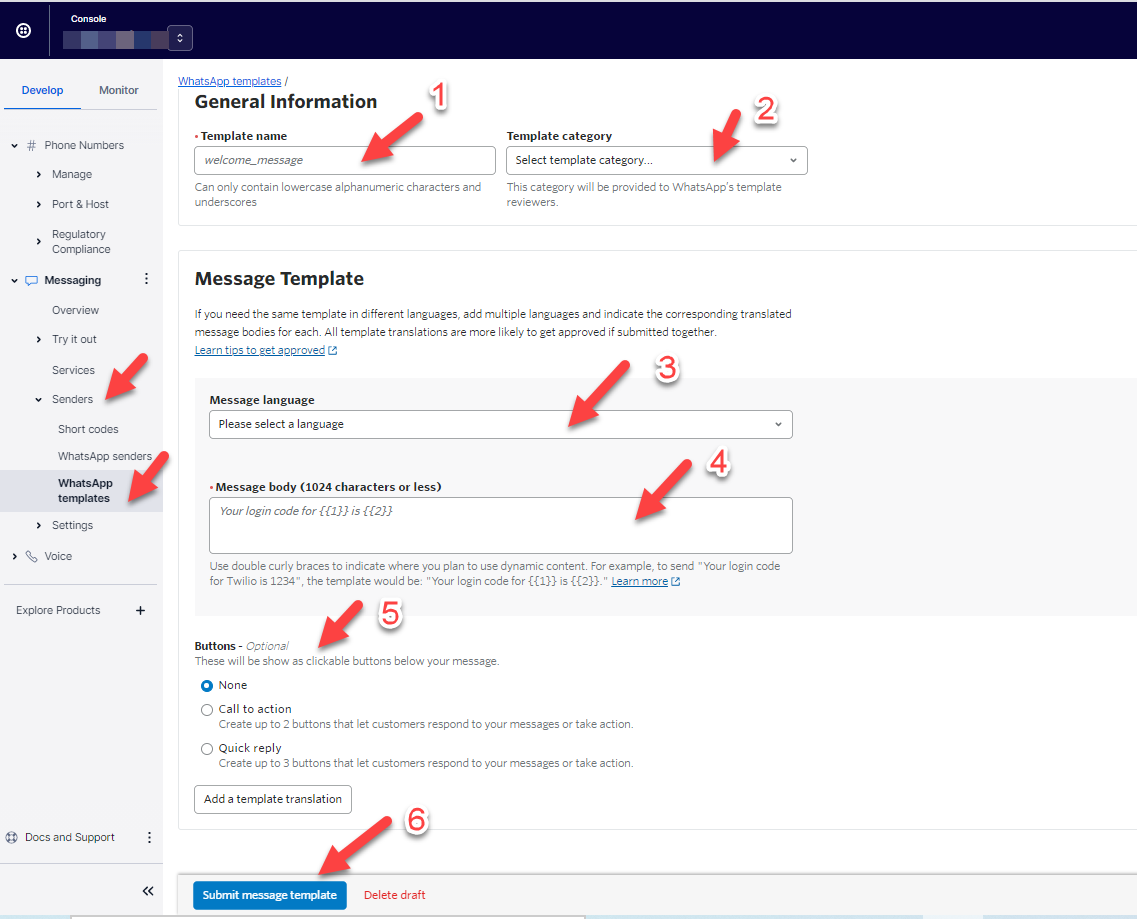 Console
Develop
Monitor
# Phone Numbers
Manage
Port & Host
Regulatory
Compliance
Messaging
Overview
Try it out
Services
Senders
Short codes
WhatsApp senders
WhatsApp
templates
Settings
Voice
Explore Products +
Docs and Support
WhatsApp templates /
General Information
1
2
• Template name
welcome_message
Can only contain lowercase alphanumeric characters and
underscores
Template category
Select template category...
This category will be provided to WhatsApp's template
reviewers.
Message Template
If you need the same template in different languages, add multiple languages and indicate the corresponding translated
message bodies for each. All template translations are more likely to get approved if submitted together.
Learn tips to get approved
3
Message language
Please select a language
4
• Message body (1024 characters or less)
Your login code for {{1}} is {{2}}
Use double curly braces to indicate where you plan to use dynamic content. For example, to send "Your login code
for Twilio is 1234", the template would be: "Your login code for {{1}} is {{2}}." Learn more
5
Buttons - Optional
These will be show as clickable buttons below your message.
None
Call to action
Create up to 2 buttons that let customers respond to your messages or take action.
Quick reply
Create up to 3 buttons that let customers respond to your messages or take action.
Add a template translation
6
Submit message template
Delete draft